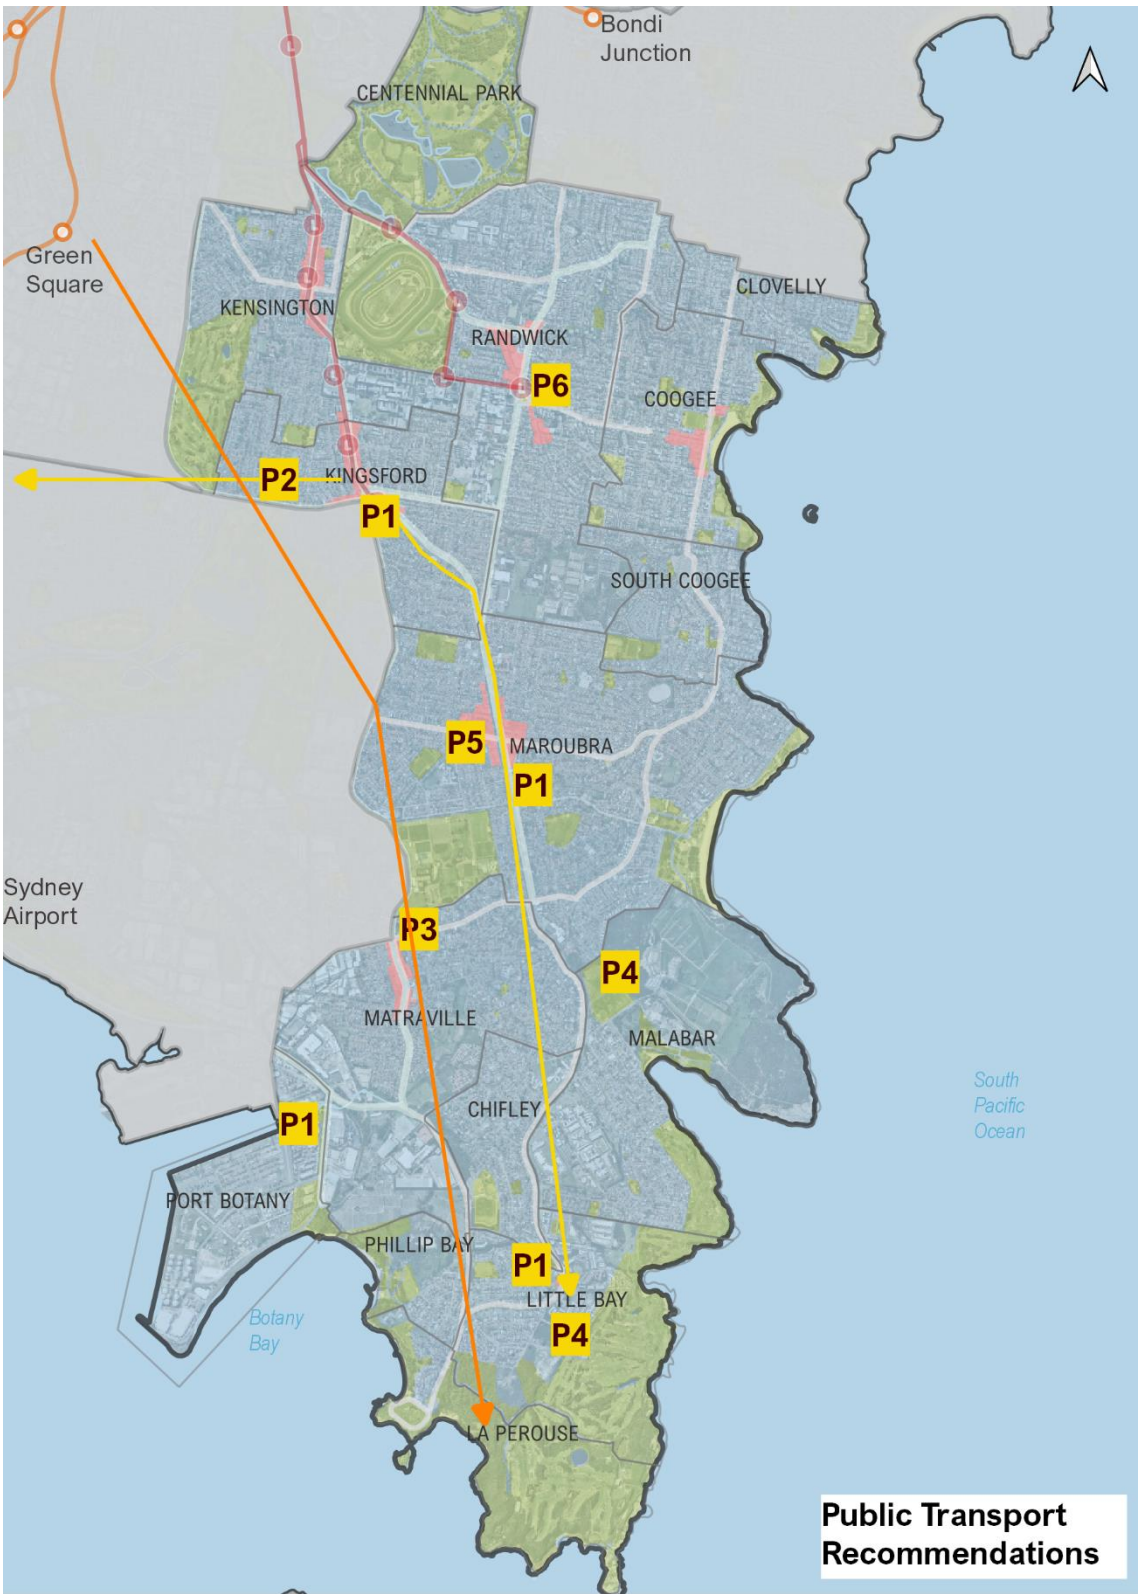 Bondi
Junction
CENTENNIAL PARK
Green
Square
CLOVELLY
KENSINGTON
RANDWICK
P6
COOGEE
P2
KINGSFORD
P1
SOUTH COOGEE
P5
MAROUBRA
P1
Sydney
Airport
P3
P4
MATRAVILLE
MALABAR
South
Pacific
Ocean
CHIFLEY
P1
PORT BOTANY
PHILLIP BAY
P1
LITTLE BAY
Botany
Bay
P4
LA PEROUSE
Public Transport
Recommendations
L
L
L
L
L
L
L
L
L